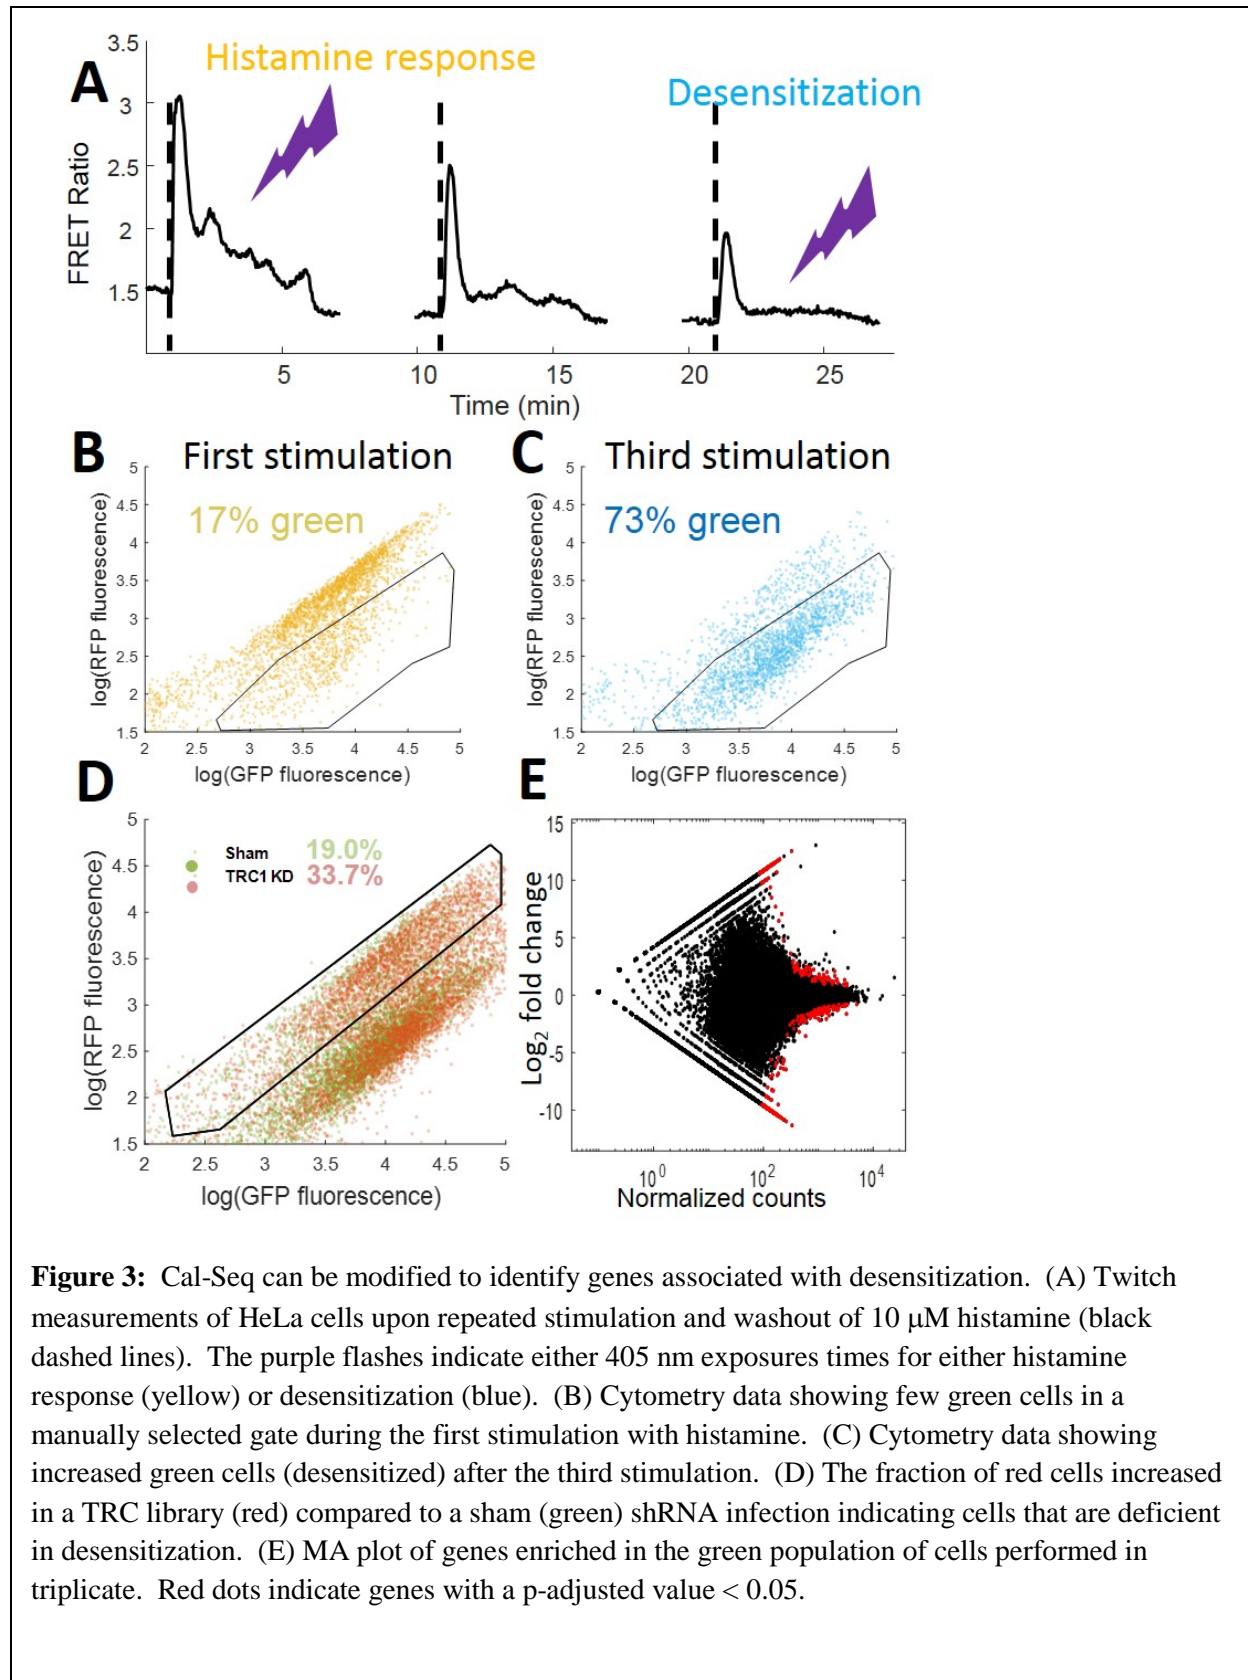 A
Histamine response
Desensitization
3.5
3
2.5
2
1.5
FRET Ratio
5
10
15
20
25
Time (min)
B
First stimulation
17% green
5
4.5
4
3.5
3
2.5
2
1.5
log(RFP fluorescence)
2
2.5
3
3.5
4
4.5
5
log(GFP fluorescence)
C
Third stimulation
73% green
5
4.5
4
3.5
3
2.5
2
1.5
log(RFP fluorescence)
2
2.5
3
3.5
4
4.5
5
log(GFP fluorescence)
D
Sham 19.0%
TRC1 KD 33.7%
5
4.5
4
3.5
3
2.5
2
1.5
log(RFP fluorescence)
2
2.5
3
3.5
4
4.5
5
log(GFP fluorescence)
E
15
10
5
0
-5
-10
Log₂ fold change
10⁰
10²
10⁴
Normalized counts
Figure 3: Cal-Seq can be modified to identify genes associated with desensitization. (A) Twitch
measurements of HeLa cells upon repeated stimulation and washout of 10 μM histamine (black
dashed lines). The purple flashes indicate either 405 nm exposures times for either histamine
response (yellow) or desensitization (blue). (B) Cytometry data showing few green cells in a
manually selected gate during the first stimulation with histamine. (C) Cytometry data showing
increased green cells (desensitized) after the third stimulation. (D) The fraction of red cells increased
in a TRC library (red) compared to a sham (green) shRNA infection indicating cells that are deficient
in desensitization. (E) MA plot of genes enriched in the green population of cells performed in
triplicate. Red dots indicate genes with a p-adjusted value < 0.05.